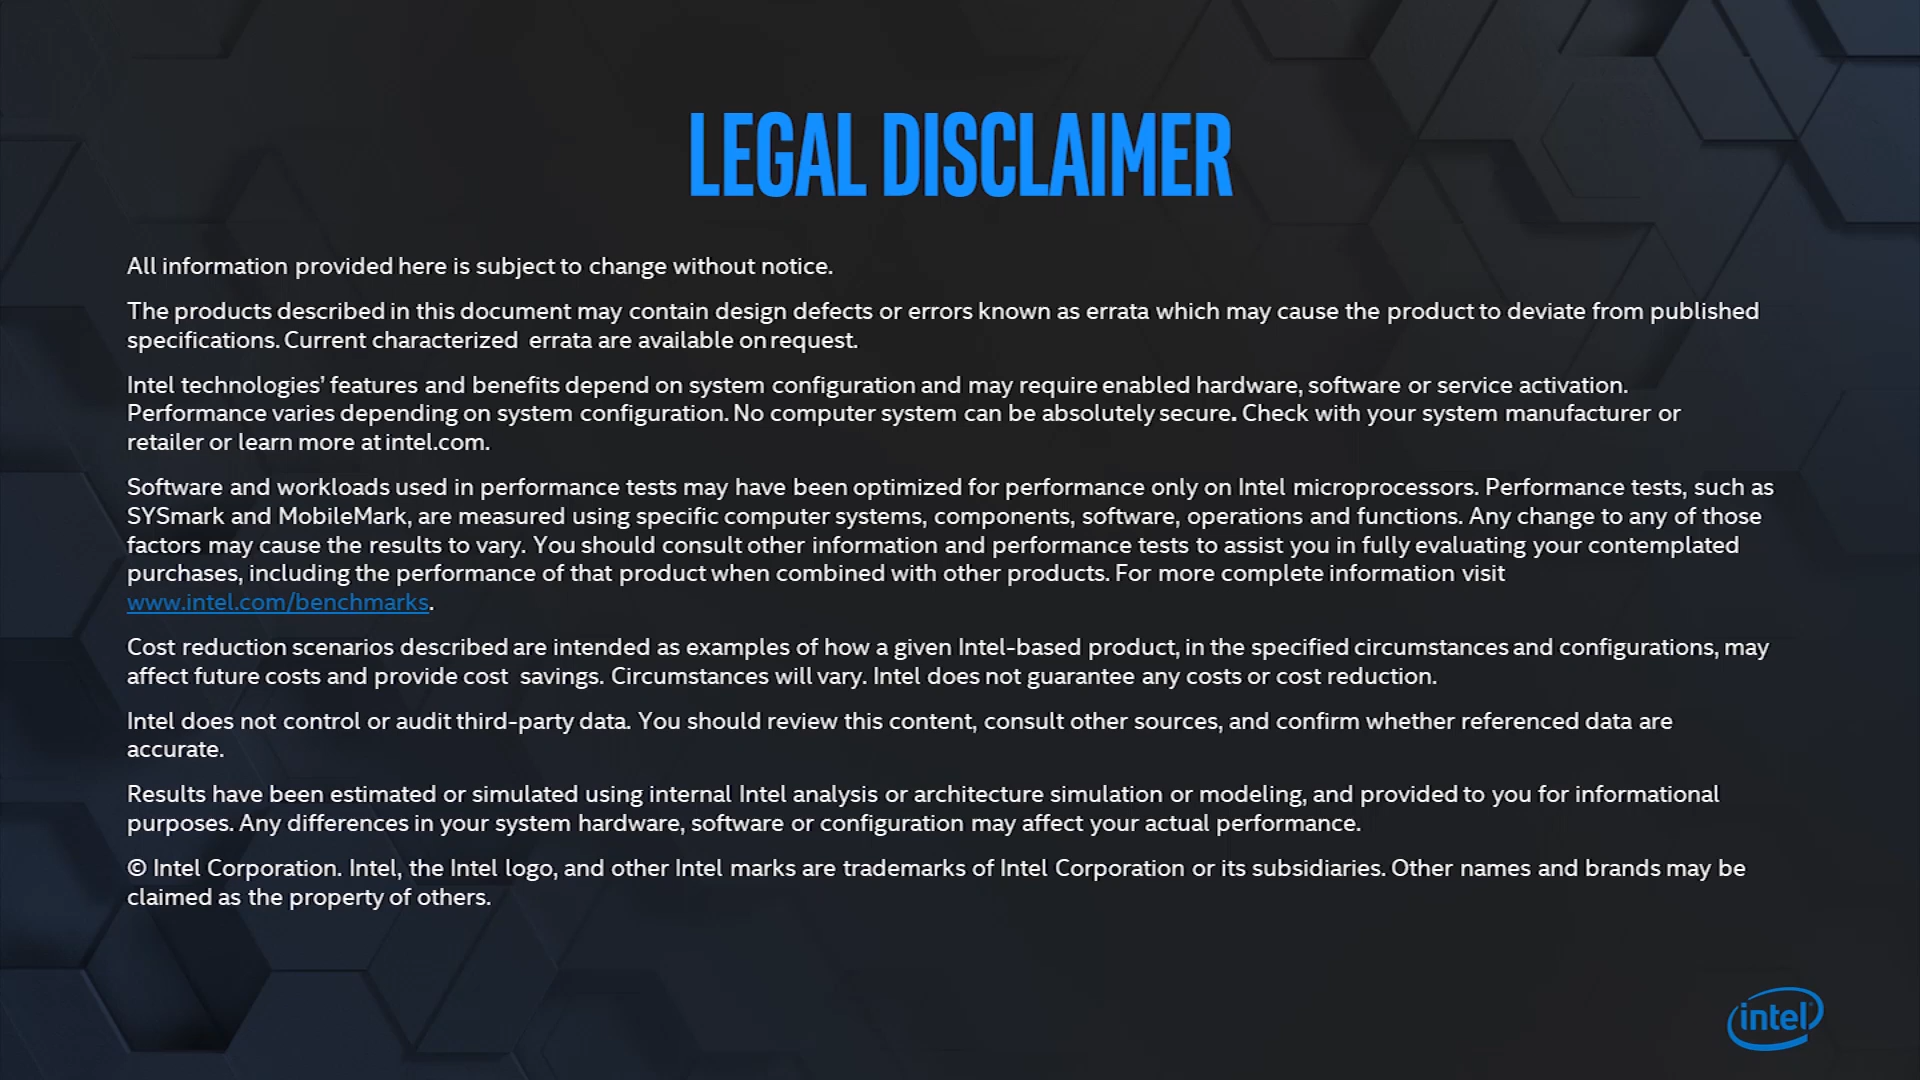 LEGAL DISCLAIMER
All information provided here is subject to change without notice.
The products described in this document may contain design defects or errors known as errata which may cause the product to deviate from published
specifications. Current characterized errata are available on request.
Intel technologies’ features and benefits depend on system configuration and may require enabled hardware, software or service activation.
Performance varies depending on system configuration. No computer system can be absolutely secure. Check with your system manufacturer or
retailer or learn more at intel.com.
Software and workloads used in performance tests may have been optimized for performance only on Intel microprocessors. Performance tests, such as
SYSmark and MobileMark, are measured using specific computer systems, components, software, operations and functions. Any change to any of those
factors may cause the results to vary. You should consult other information and performance tests to assist you in fully evaluating your contemplated
purchases, including the performance of that product when combined with other products. For more complete information visit
www.intel.com/benchmarks.
Cost reduction scenarios described are intended as examples of how a given Intel-based product, in the specified circumstances and configurations, may
affect future costs and provide cost savings. Circumstances will vary. Intel does not guarantee any costs or cost reduction.
Intel does not control or audit third-party data. You should review this content, consult other sources, and confirm whether referenced data are
accurate.
Results have been estimated or simulated using internal Intel analysis or architecture simulation or modeling, and provided to you for informational
purposes. Any differences in your system hardware, software or configuration may affect your actual performance.
© Intel Corporation. Intel, the Intel logo, and other Intel marks are trademarks of Intel Corporation or its subsidiaries. Other names and brands may be
claimed as the property of others.
intel